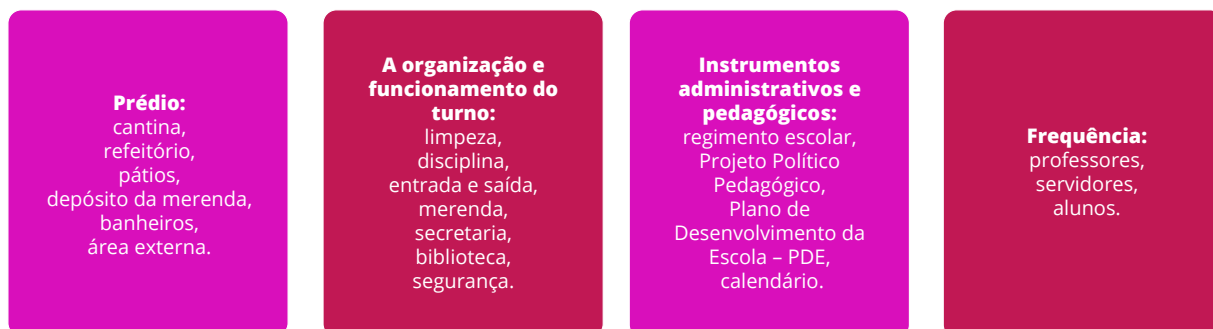 Prédio:
cantina,
refeitório,
pátios,
depósito da merenda,
banheiros,
área externa.
A organização e
funcionamento do
turno:
limpeza,
disciplina,
entrada e saída,
merenda,
secretaria,
biblioteca,
segurança.
Instrumentos
administrativos e
pedagógicos:
regimento escolar,
Projeto Político
Pedagógico,
Plano de
Desenvolvimento da
Escola – PDE,
calendário.
Frequência:
professores,
servidores,
alunos.